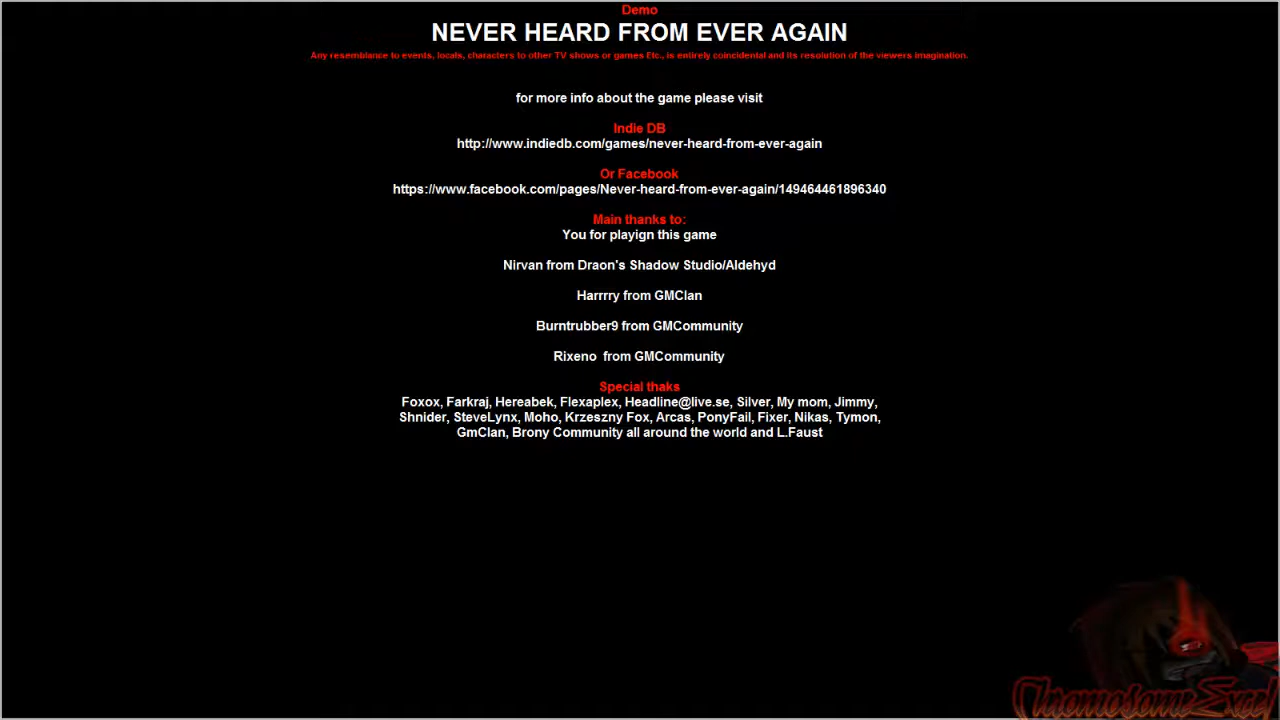 Demo
NEVER HEARD FROM EVER AGAIN
Any resemblance to events, locals, characters to other TV shows or games Etc., is entirely coincidental and its resolution of the viewers imagination.
for more info about the game please visit
Indie DB
http://www.indiedb.com/games/never-heard-from-ever-again
Or Facebook
https://www.facebook.com/pages/Never-heard-from-ever-again/149464461896340
Main thanks to:
You for playign this game
Nirvan from Draon's Shadow Studio/Aldehyd
Harrrry from GMClan
Burntrubber9 from GMCommunity
Rixeno  from GMCommunity
Special thaks
Foxox, Farkraj, Hereabek, Flexaplex, Headline@live.se, Silver, My mom, Jimmy,
Shnider, SteveLynx, Moho, Krzeszny Fox, Arcas, PonyFail, Fixer, Nikas, Tymon,
GmClan, Brony Community all around the world and L.Faust
ChromosomeExcel